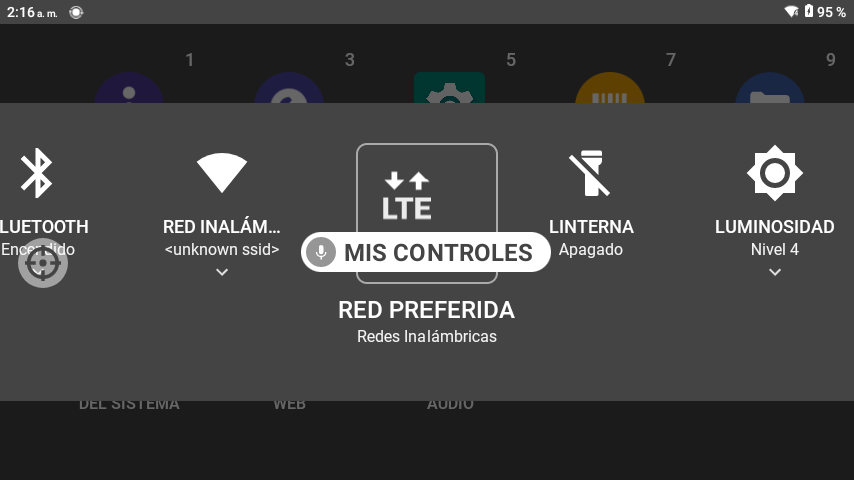 2:16 a. m.
95 %
1
3
5
7
9
LUETOOTH
Encendido
RED INALÁM...
<unknown ssid>
LTE
MIS CONTROLES
LINTERNA
Apagado
LUMINOSIDAD
Nivel 4
RED PREFERIDA
Redes Inalámbricas
DEL SISTEMA
WEB
AUDIO